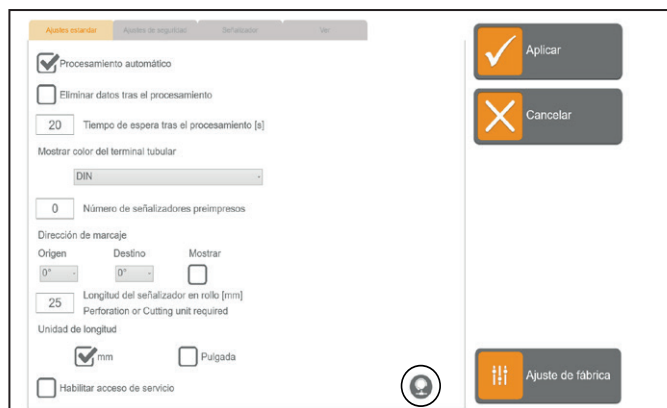 Ajustes estandar
Ajustes de seguridad
Señalizador
Ver
Procesamiento automático
Eliminar datos tras el procesamiento
20 Tiempo de espera tras el procesamiento [s]
Mostrar color del terminal tubular
DIN
0 Número de señalizadores preimpresos
Dirección de marcaje
Origen Destino Mostrar
0° 0°
25 Longitud del señalizador en rollo [mm]
Perforation or Cutting unit required
Unidad de longitud
mm Pulgada
Habilitar acceso de servicio
Aplicar
Cancelar
Ajuste de fábrica